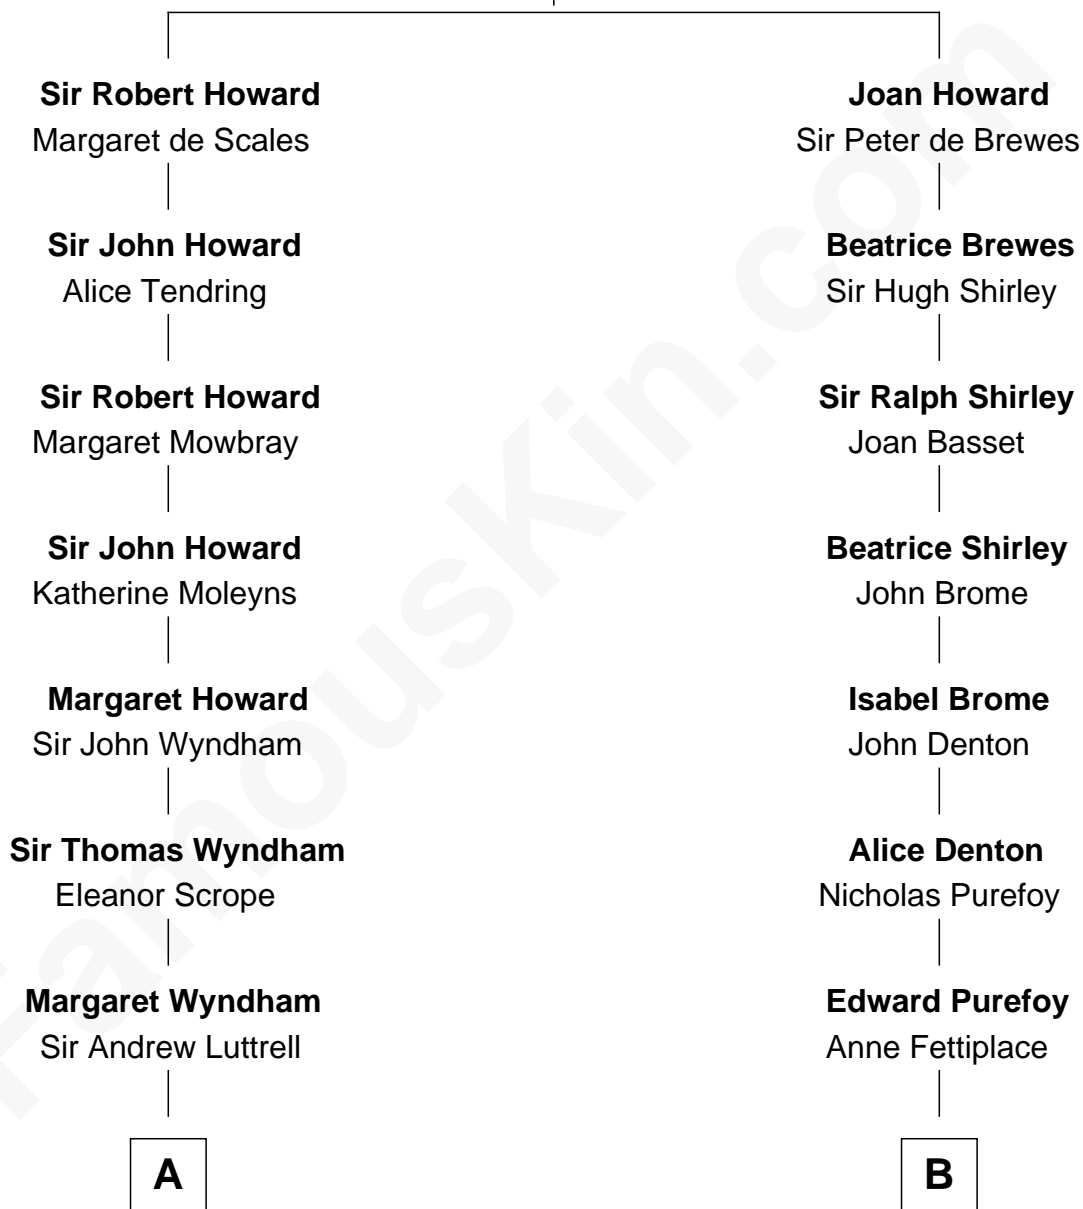 Sir Robert Howard
Margaret de Scales
Sir John Howard
Alice Tendring
Sir Robert Howard
Margaret Mowbray
Sir John Howard
Katherine Moleyns
Margaret Howard
Sir John Wyndham
Sir Thomas Wyndham
Eleanor Scrope
Margaret Wyndham
Sir Andrew Luttrell
A
Joan Howard
Sir Peter de Brewes
Beatrice Brewes
Sir Hugh Shirley
Sir Ralph Shirley
Joan Basset
Beatrice Shirley
John Brome
Isabel Brome
John Denton
Alice Denton
Nicholas Purefoy
Edward Purefoy
Anne Fettiplace
B
FamousKin.com